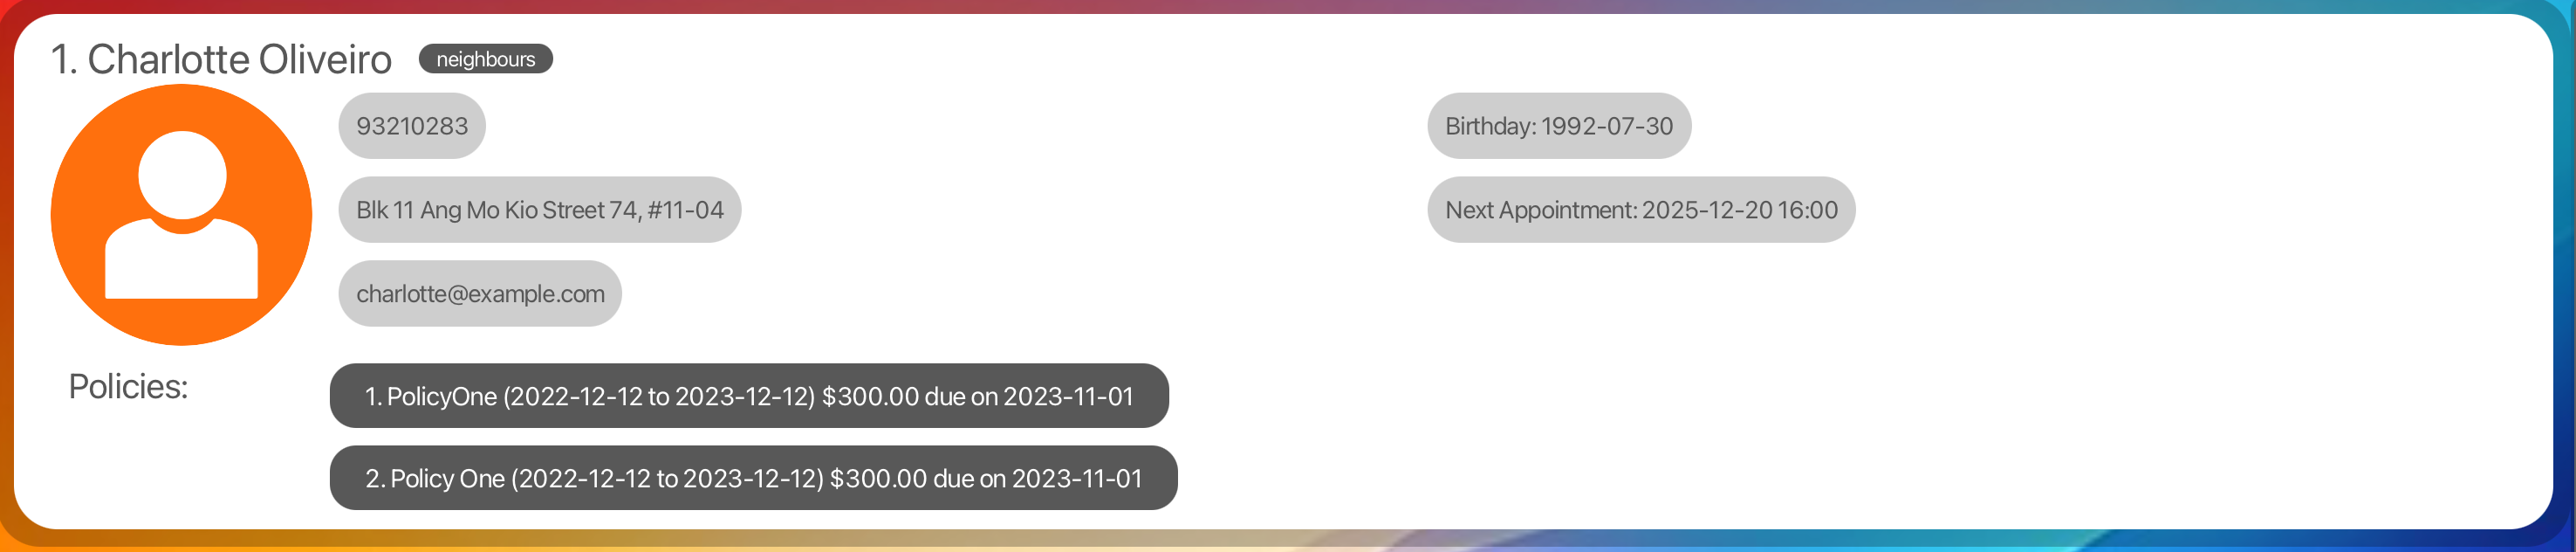 1. Charlotte Oliveiro neighbours
93210283
Blk 11 Ang Mo Kio Street 74, #11-04
charlotte@example.com
Birthday: 1992-07-30
Next Appointment: 2025-12-20 16:00
Policies:
1. PolicyOne (2022-12-12 to 2023-12-12) $300.00 due on 2023-11-01
2. Policy One (2022-12-12 to 2023-12-12) $300.00 due on 2023-11-01